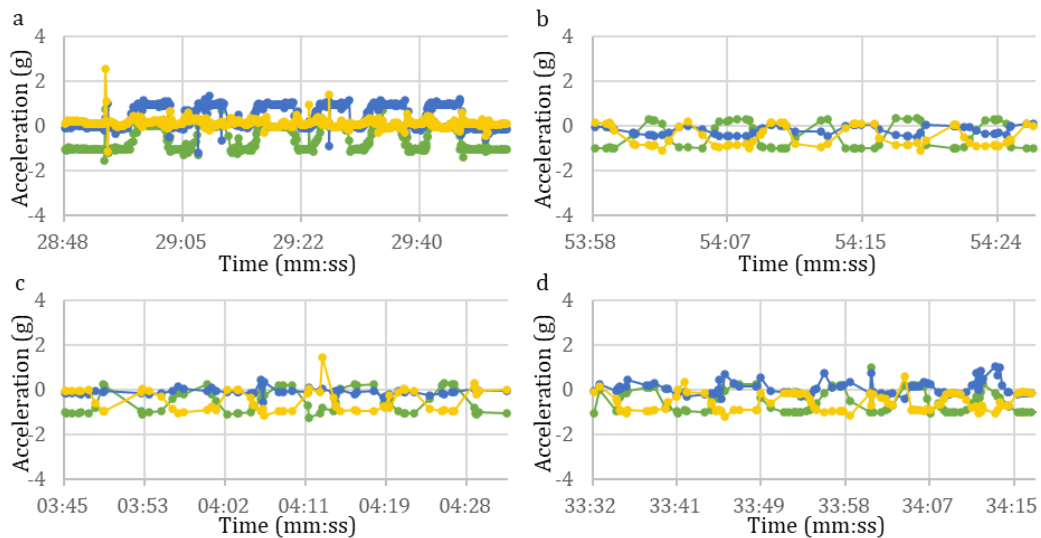 a
4
2
0
-2
-4
Acceleration (g)
28:48 29:05 29:22 29:40
Time (mm:ss)
b
4
2
0
-2
-4
Acceleration (g)
53:58 54:07 54:15 54:24
Time (mm:ss)
c
4
2
0
-2
-4
Acceleration (g)
03:45 03:53 04:02 04:11 04:19 04:28
Time (mm:ss)
d
4
2
0
-2
-4
Acceleration (g)
33:32 33:41 33:49 33:58 34:07 34:15
Time (mm:ss)